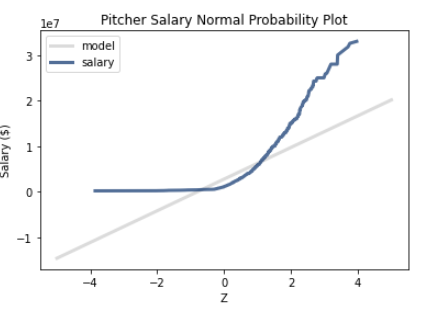 Pitcher Salary Normal Probability Plot
1e7
model
salary
3
2
1
0
−1
Salary ($)
−4
−2
0
2
4
Z